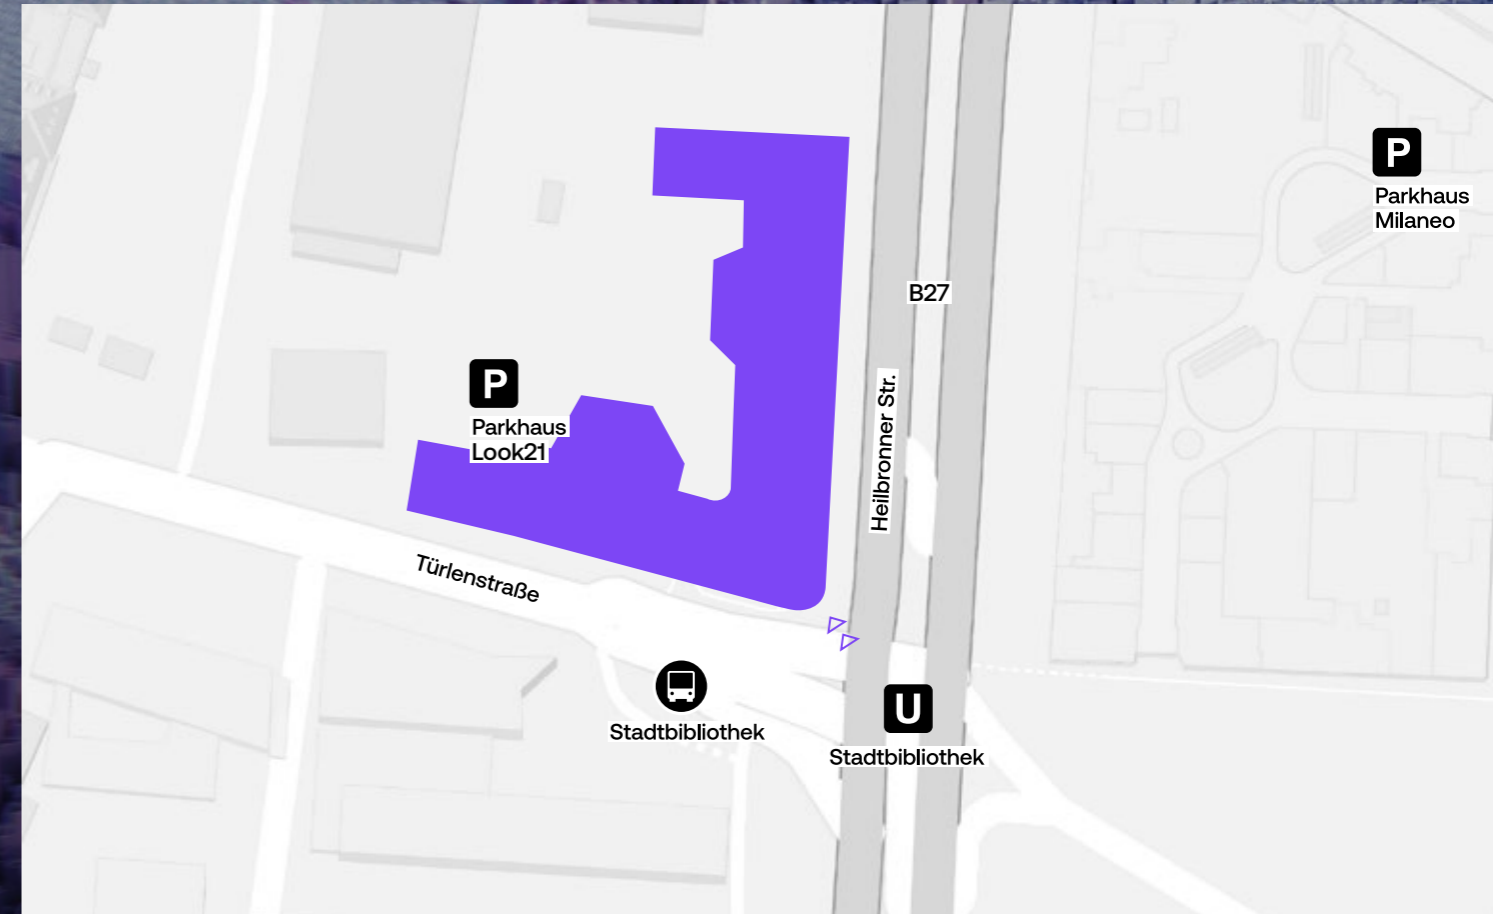 P
Parkhaus
Milaneo
B27
P
Parkhaus
Look21
Heilbronner Str.
Türlenstraße
Stadtbibliothek
U
Stadtbibliothek